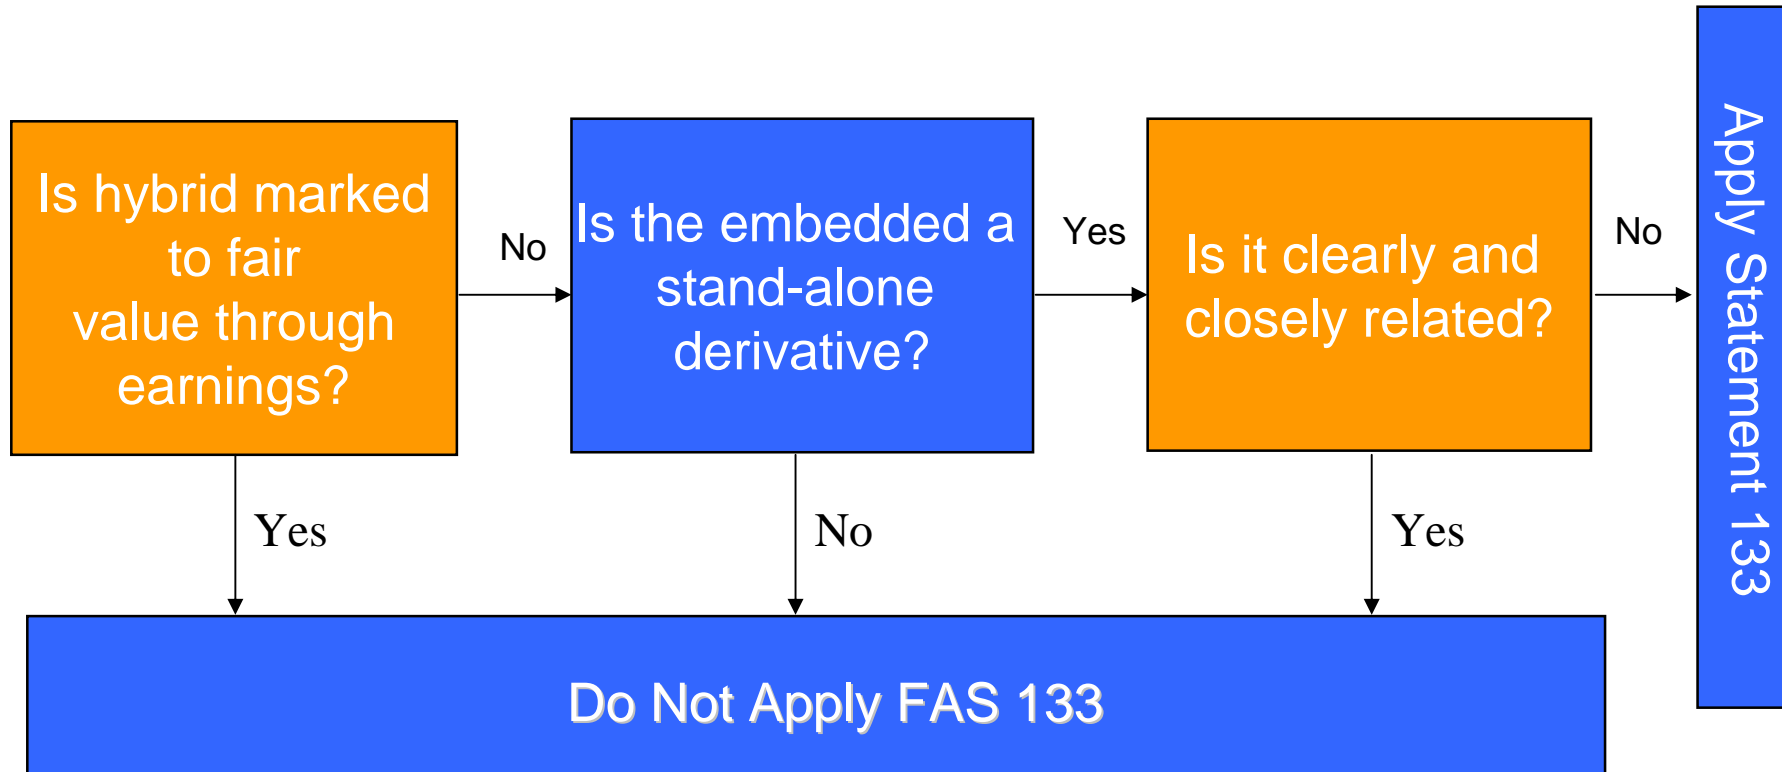 Is hybrid marked
to fair
value through
earnings?
No
Is the embedded a
stand-alone
derivative?
Yes
Is it clearly and
closely related?
No
Apply Statement 133
Yes
No
Yes
Do Not Apply FAS 133